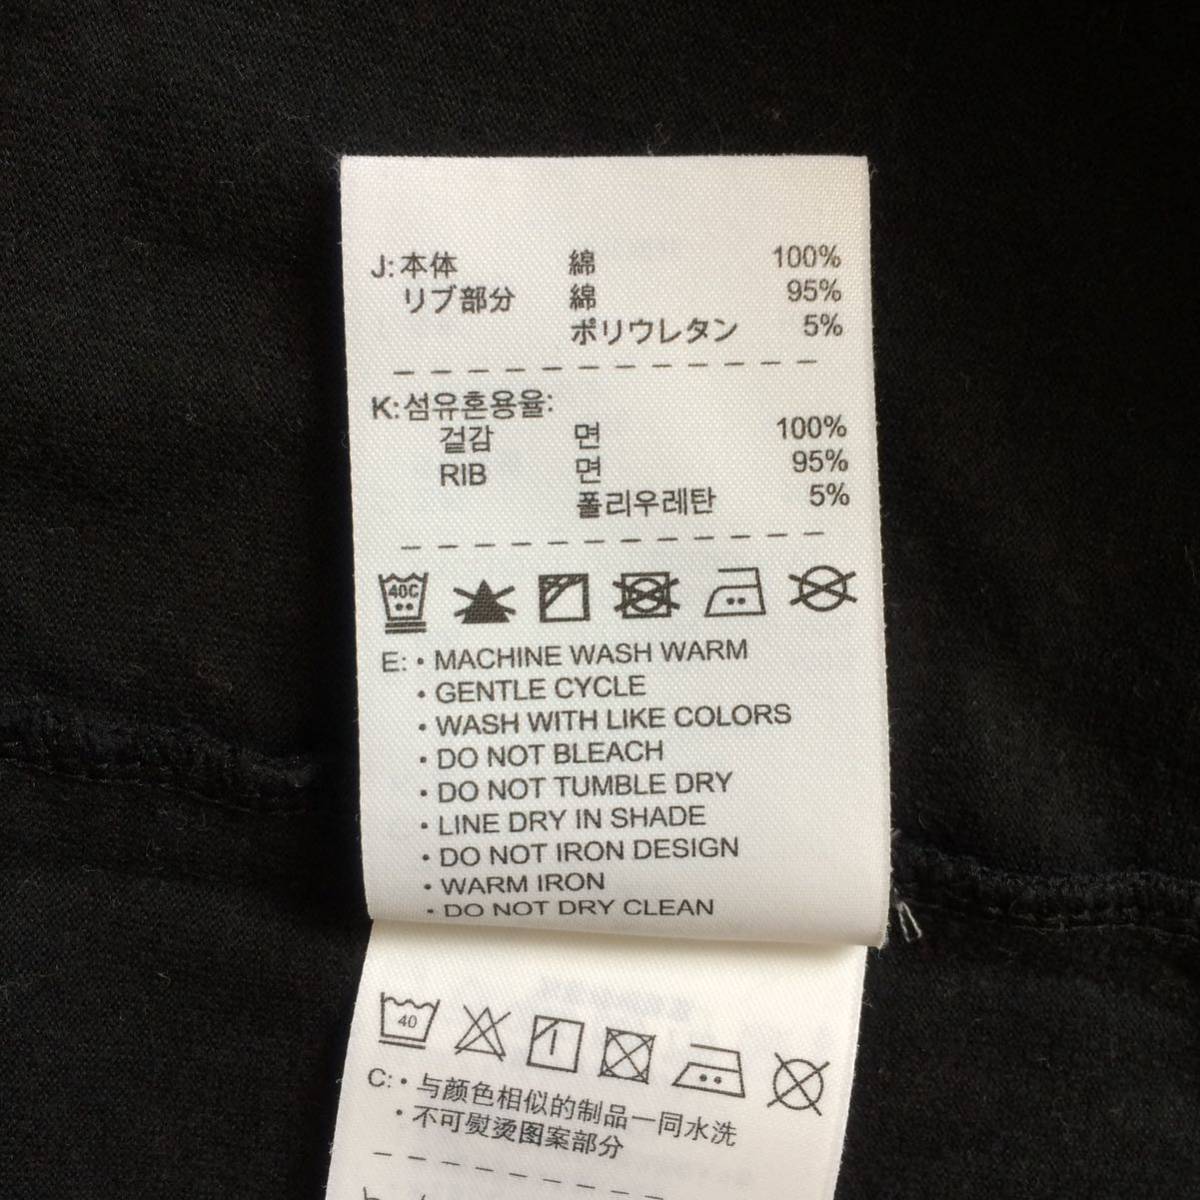 J: 本体 綿 100%
リブ部分 綿 95%
ポリウレタン 5%
K: 섬유혼용율:
겉감 면 100%
RIB 면 95%
폴리우레탄 5%
40C
E: • MACHINE WASH WARM
• GENTLE CYCLE
• WASH WITH LIKE COLORS
• DO NOT BLEACH
• DO NOT TUMBLE DRY
• LINE DRY IN SHADE
• DO NOT IRON DESIGN
• WARM IRON
• DO NOT DRY CLEAN
40
C: • 与颜色相似的制品一同水洗
• 不可熨烫图案部分